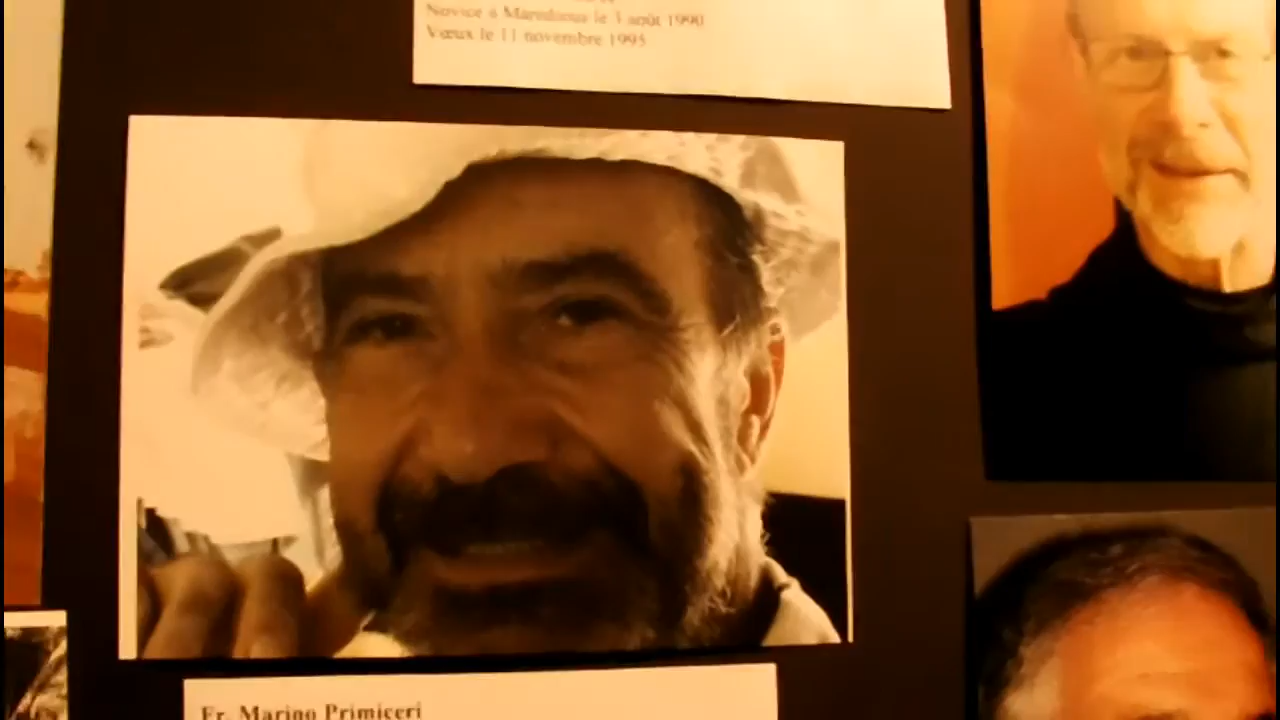 Novice à Maredsous le 3 août 1990
Vœux le 11 novembre 1995
Fr. Marino Primiceri